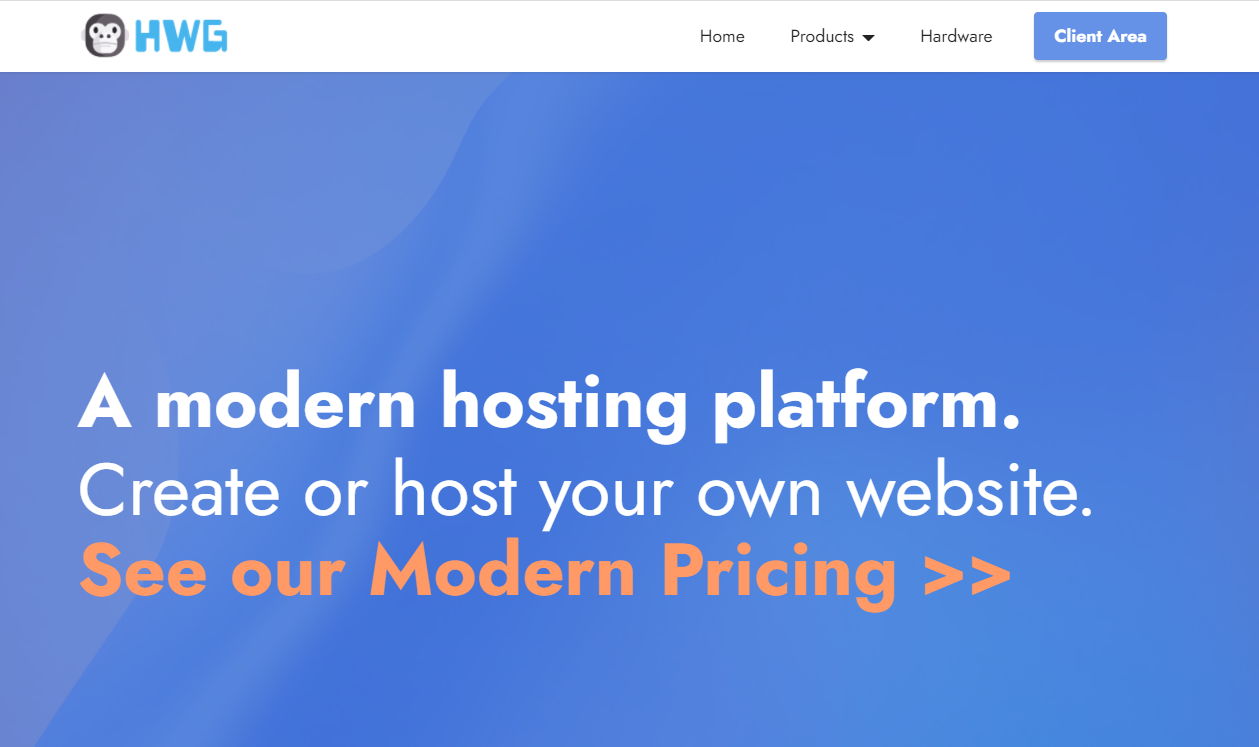 HWG
Home
Products
Hardware
Client Area
A modern hosting platform.
Create or host your own website.
See our Modern Pricing >>